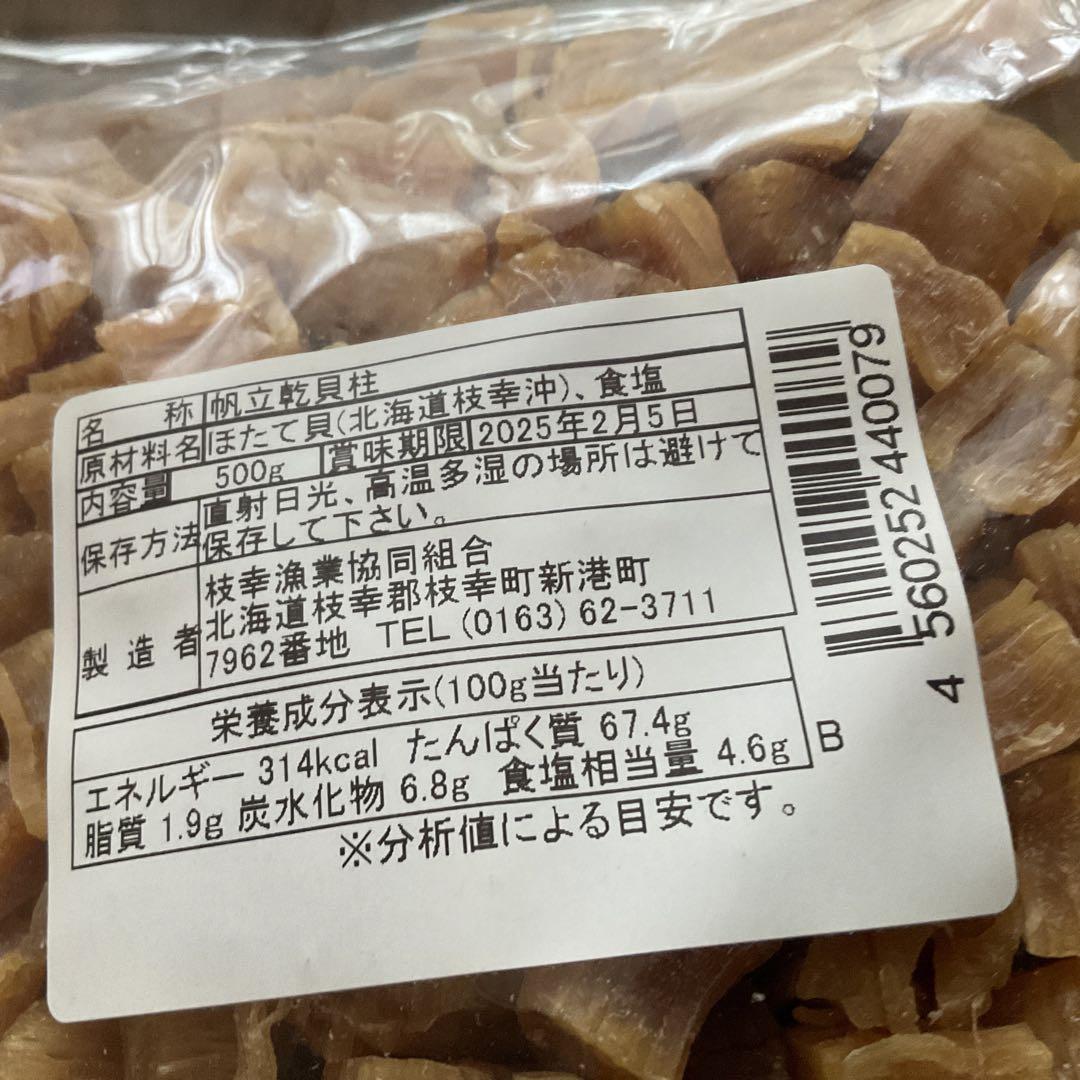 名 称 帆立乾貝柱
原材料名 ほたて貝(北海道枝幸沖)、食塩
内容量 500g 賞味期限 2025年2月5日
保存方法 直射日光、高温多湿の場所は避けて
保存して下さい。
製造者 枝幸漁業協同組合
北海道枝幸郡枝幸町新港町
7962番地 TEL(0163)62-3711
栄養成分表示(100g当たり)
エネルギー 314kcal たんぱく質 67.4g
脂質 1.9g 炭水化物 6.8g 食塩相当量 4.6g
B
※分析値による目安です。
4 560252 440079